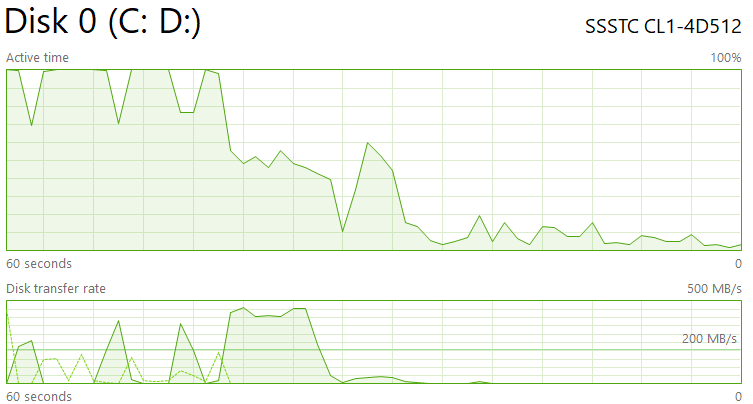 Disk 0 (C: D:)
SSSTC CL1-4D512
Active time
100%
60 seconds
0
Disk transfer rate
500 MB/s
200 MB/s
60 seconds
0